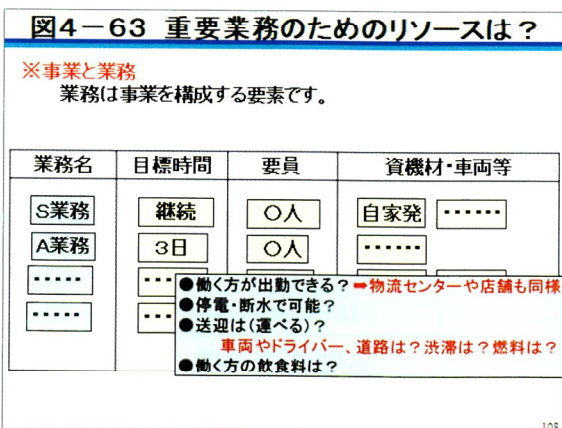 図4－63 重要業務のためのリソースは？
※事業と業務
業務は事業を構成する要素です。
業務名 目標時間 要員 資機材・車両等
S業務 継続 〇人 自家発 ‥‥‥
A業務 3日 〇人 ‥‥‥
‥‥‥ ‥‥
‥‥‥ ‥‥
●働く方が出勤できる？➡物流センターや店舗も同様
●停電・断水で可能？
●送迎は(運べる)？
車両やドライバー、道路は？渋滞は？燃料は？
●働く方の飲食料は？
108